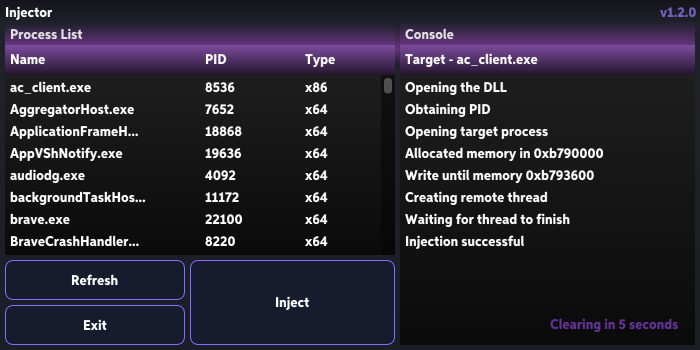 Injector
v1.2.0
Process List
Name PID Type
ac_client.exe 8536 x86
AggregatorHost.exe 7652 x64
ApplicationFrameH... 18868 x64
AppVShNotify.exe 19636 x64
audiodg.exe 4092 x64
backgroundTaskHos... 11172 x64
brave.exe 22100 x64
BraveCrashHandler... 8220 x64
Refresh
Exit
Inject
Console
Target - ac_client.exe
Opening the DLL
Obtaining PID
Opening target process
Allocated memory in 0xb790000
Write until memory 0xb793600
Creating remote thread
Waiting for thread to finish
Injection successful
Clearing in 5 seconds